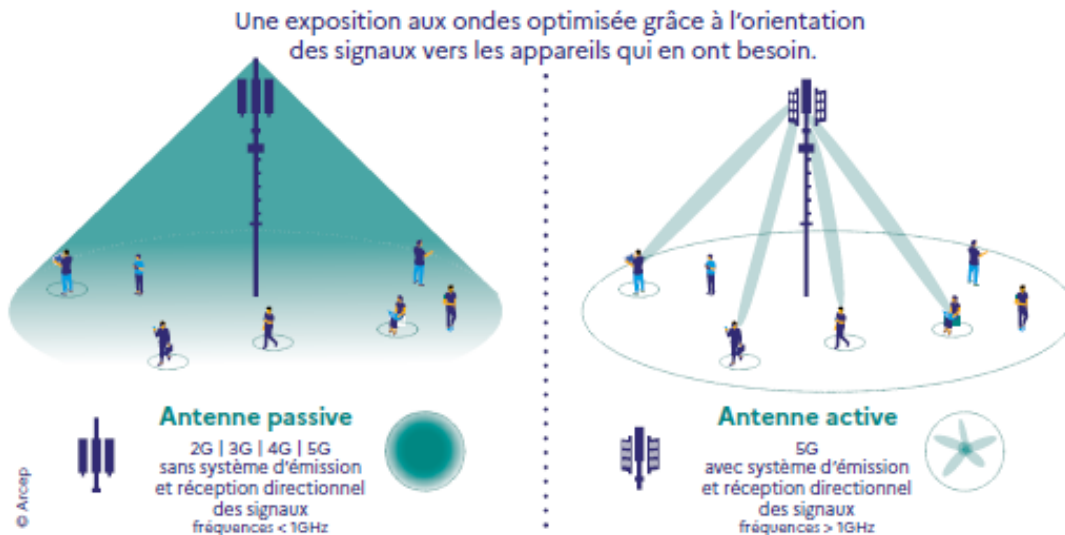 Une exposition aux ondes optimisée grâce à l'orientation
des signaux vers les appareils qui en ont besoin.
Antenne passive
2G | 3G | 4G | 5G
sans système d'émission
et réception directionnel
des signaux
fréquences < 1GHz
Antenne active
5G
avec système d'émission
et réception directionnel
des signaux
fréquences > 1GHz
© Arcep